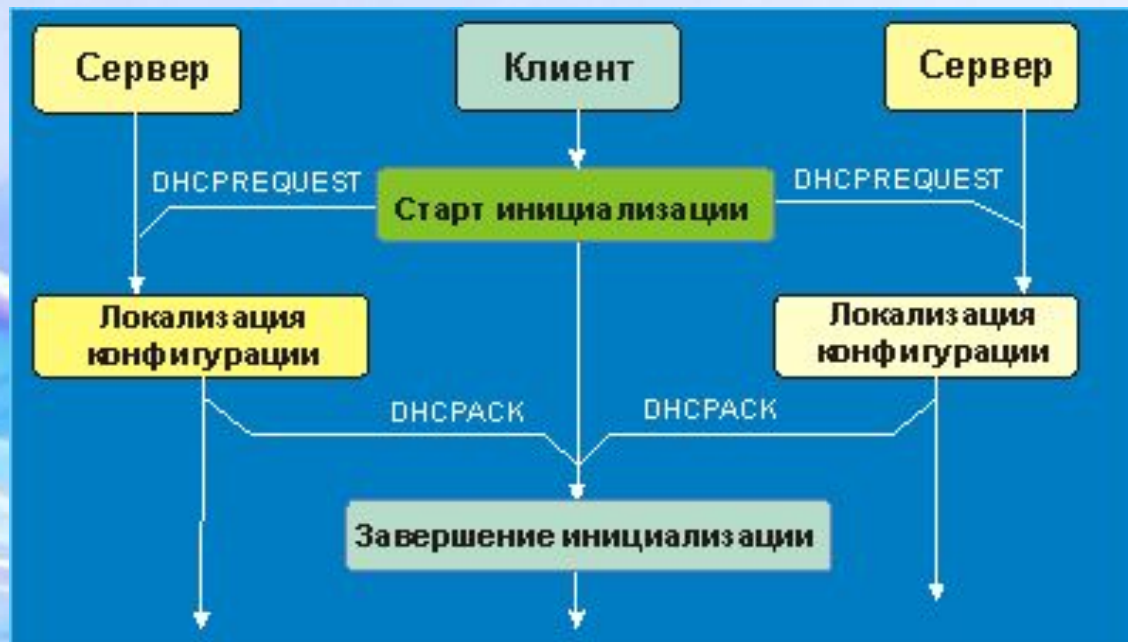 Сервер
Клиент
Сервер
DHCPREQUEST
DHCPREQUEST
Старт инициализации
Локализация
конфигурации
Локализация
конфигурации
DHCPACK
DHCPACK
Завершение инициализации